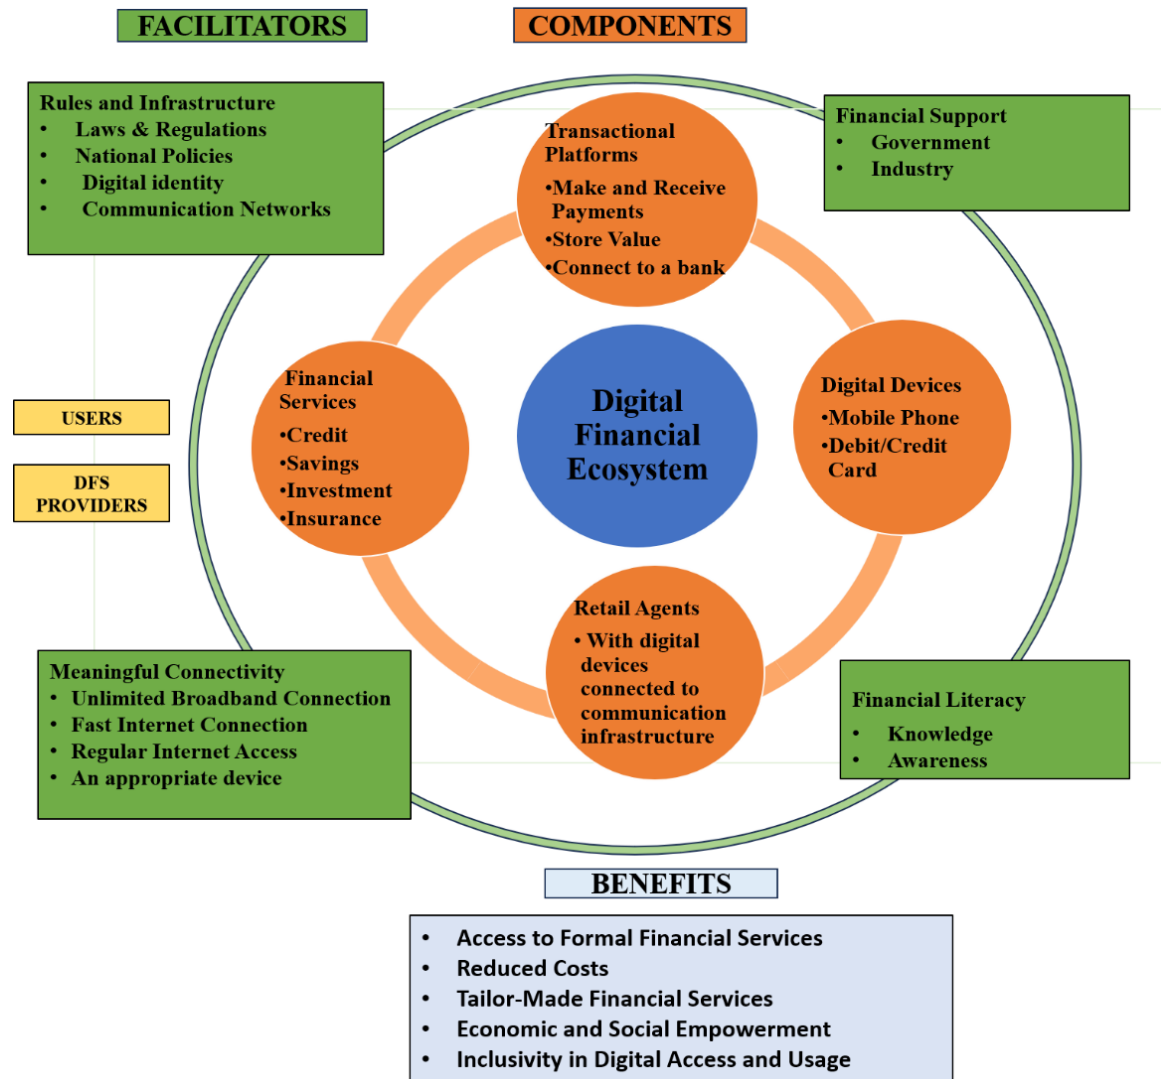 FACILITATORS
COMPONENTS
Rules and Infrastructure
• Laws & Regulations
• National Policies
• Digital identity
• Communication Networks
Transactional
Platforms
•Make and Receive
Payments
•Store Value
•Connect to a bank
Financial Support
• Government
• Industry
Financial
Services
•Credit
•Savings
•Investment
•Insurance
Digital
Financial
Ecosystem
Digital Devices
•Mobile Phone
•Debit/Credit
Card
USERS
DFS
PROVIDERS
Retail Agents
• With digital
devices
connected to
communication
infrastructure
Meaningful Connectivity
• Unlimited Broadband Connection
• Fast Internet Connection
• Regular Internet Access
• An appropriate device
Financial Literacy
• Knowledge
• Awareness
BENEFITS
• Access to Formal Financial Services
• Reduced Costs
• Tailor-Made Financial Services
• Economic and Social Empowerment
• Inclusivity in Digital Access and Usage